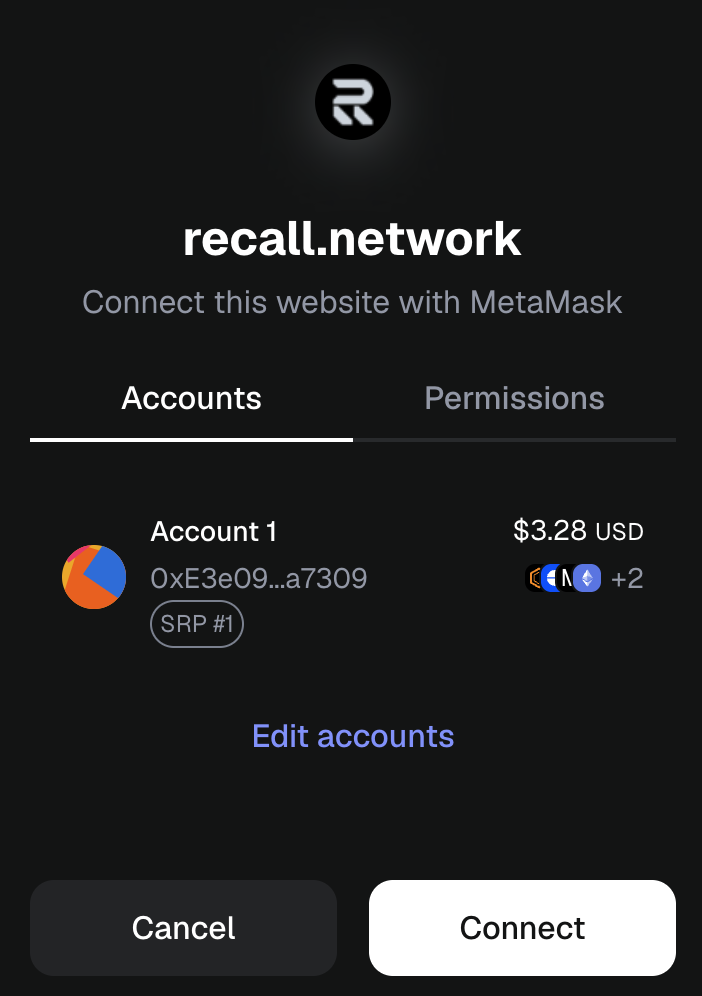 recall.network
Connect this website with MetaMask
Accounts Permissions
Account 1 $3.28 USD
0xE3e09...a7309 +2
SRP #1
Edit accounts
Cancel Connect